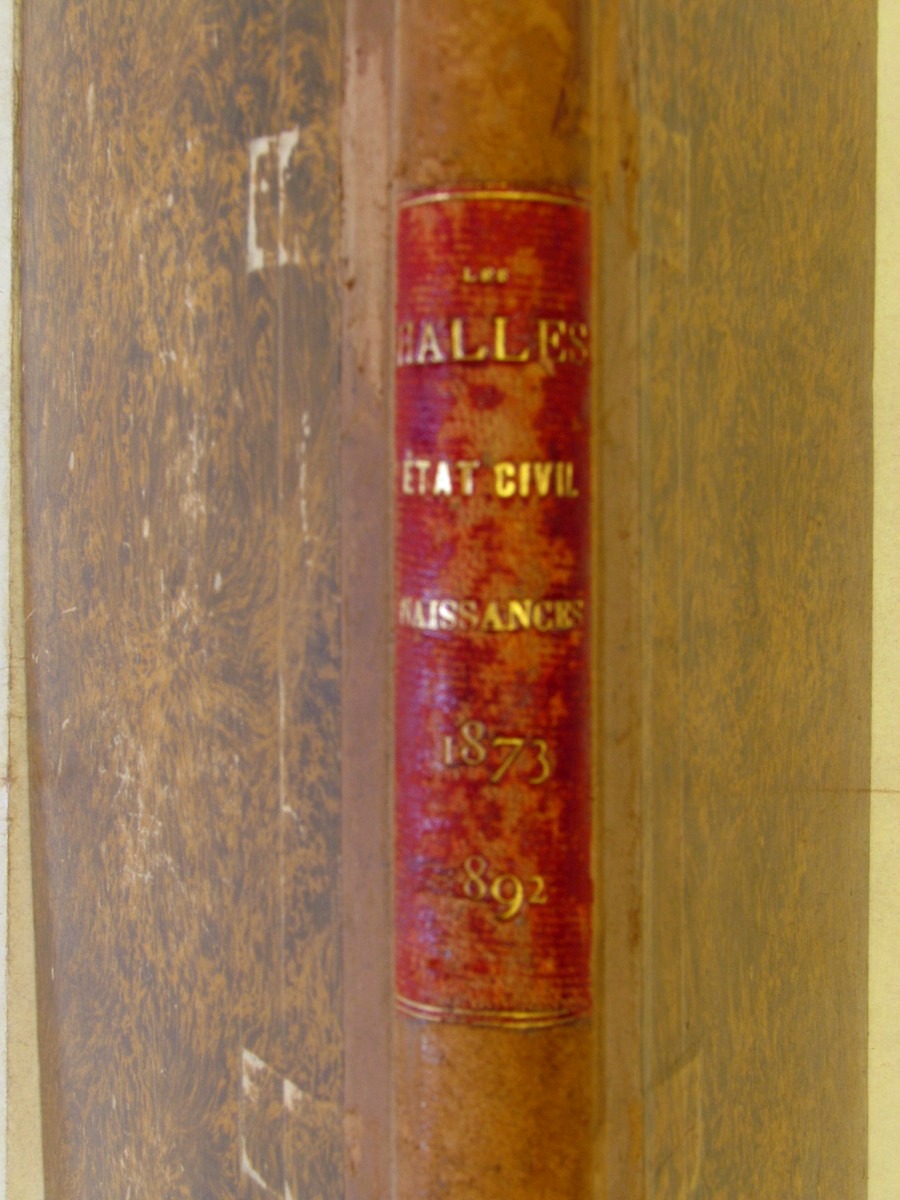 LES
HALLES
ÉTAT CIVIL
NAISSANCES
1873
1892